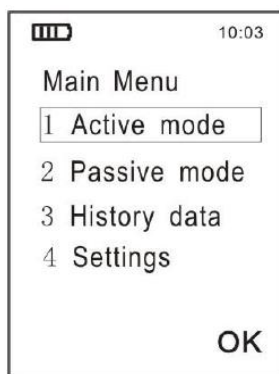 10:03
Main Menu
1 Active mode
2 Passive mode
3 History data
4 Settings
OK